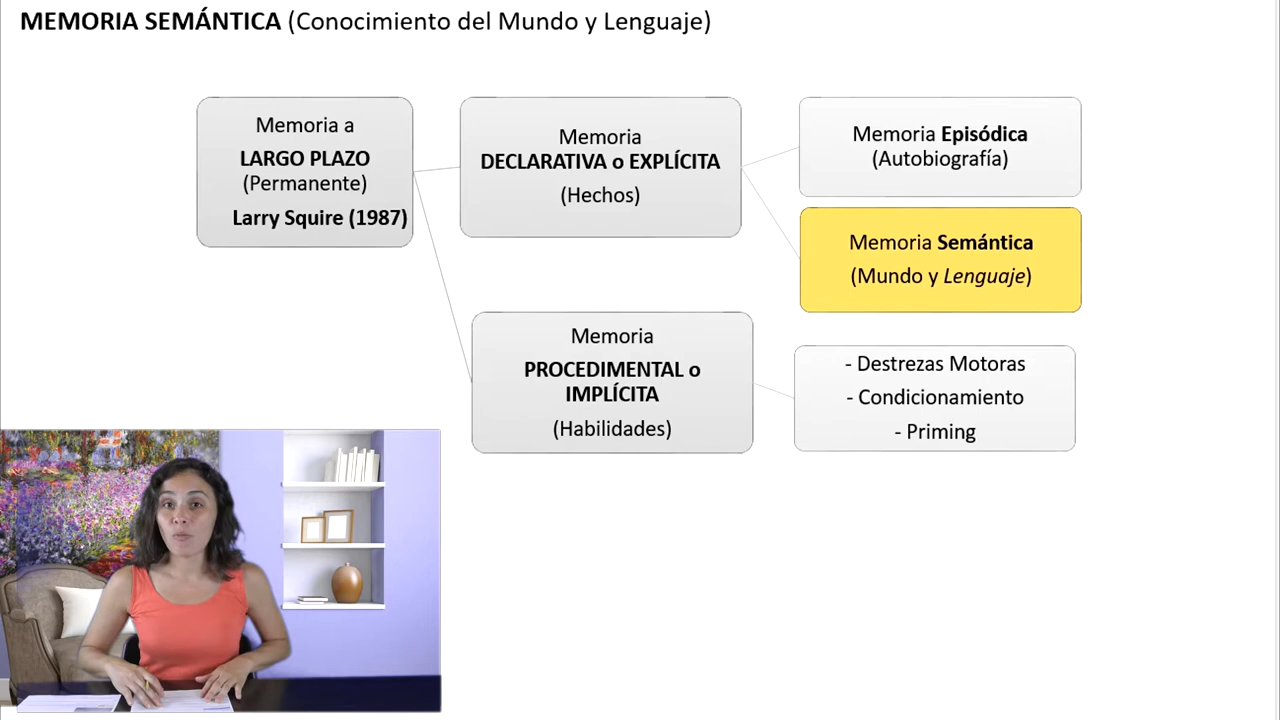 MEMORIA SEMÁNTICA (Conocimiento del Mundo y Lenguaje)
Memoria a
LARGO PLAZO
(Permanente)
Larry Squire (1987)
Memoria
DECLARATIVA o EXPLÍCITA
(Hechos)
Memoria Episódica
(Autobiografía)
Memoria Semántica
(Mundo y Lenguaje)
Memoria
PROCEDIMENTAL o
IMPLÍCITA
(Habilidades)
- Destrezas Motoras
- Condicionamiento
- Priming